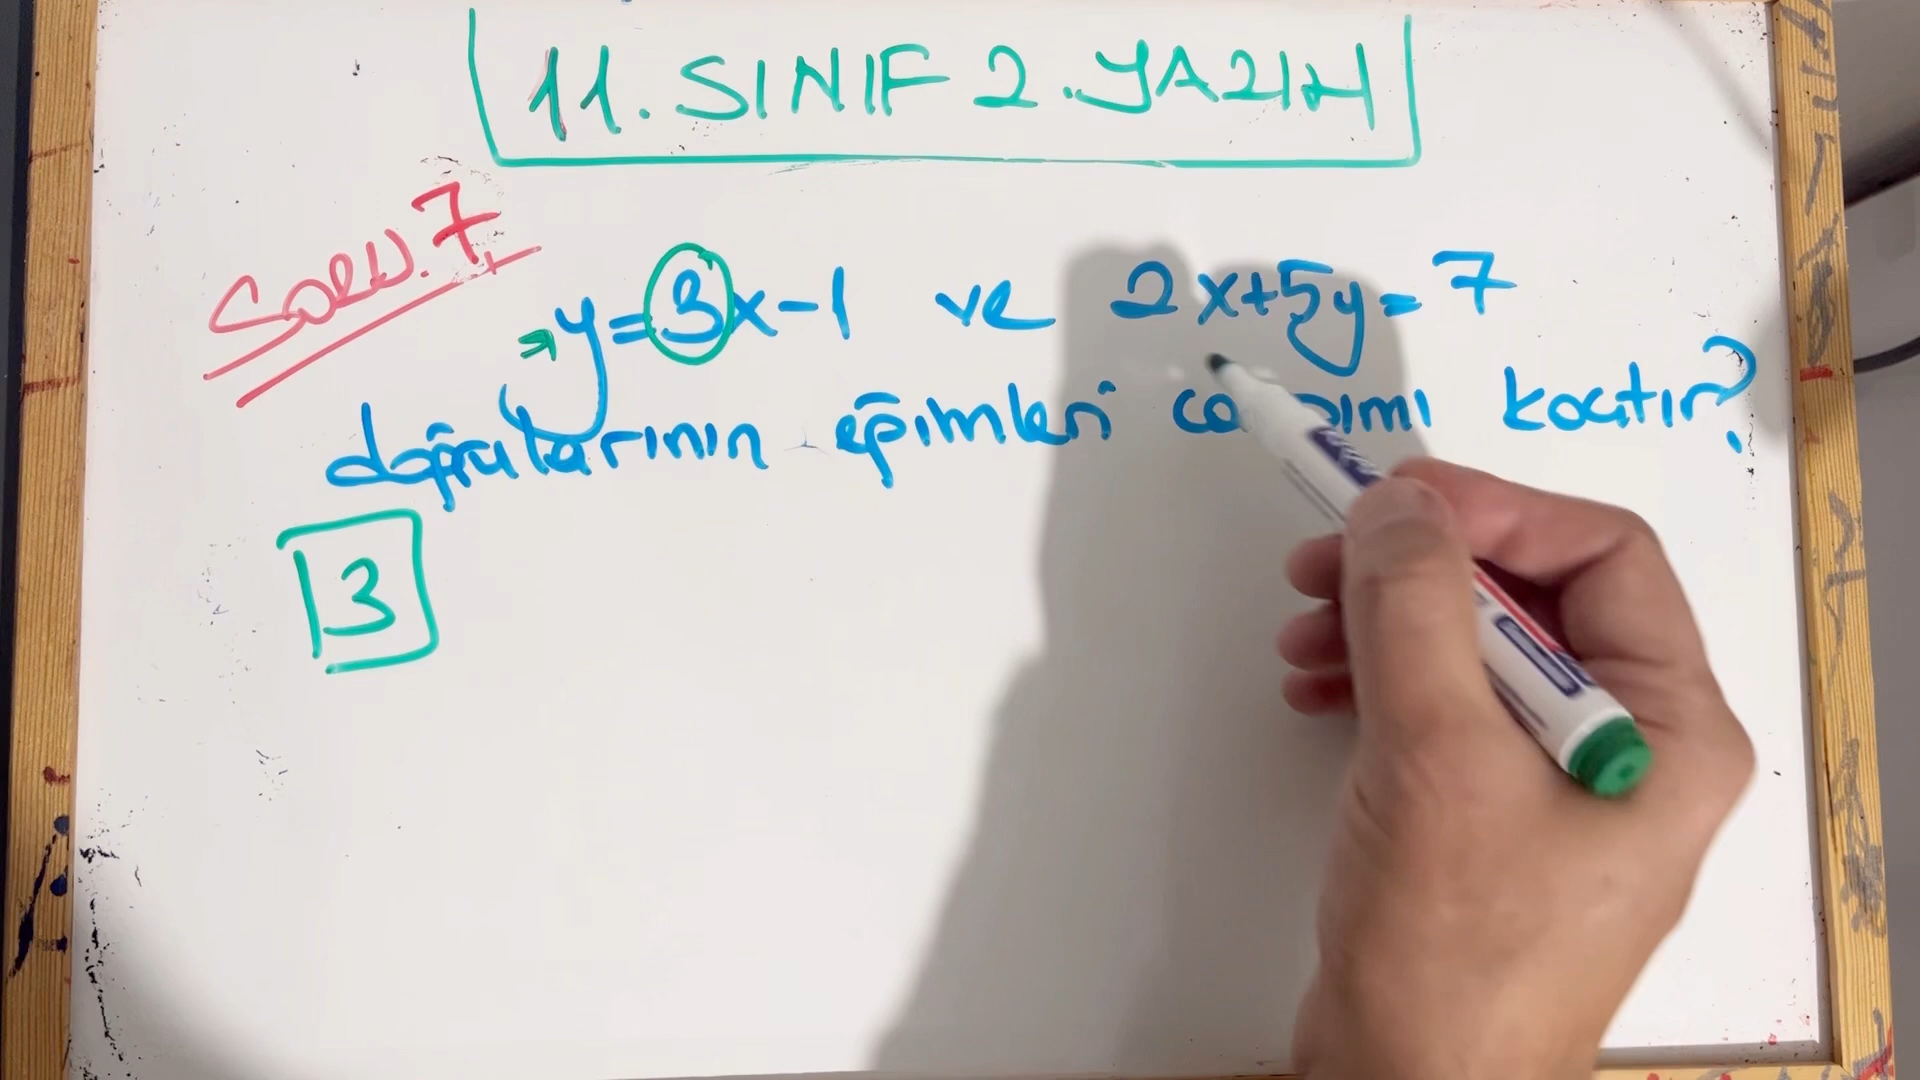 11. SINIF 2. YAZILI
Soru.7
y=3x-1 ve 2x+5y=7
doğrularının eğimleri kaçtır?
3